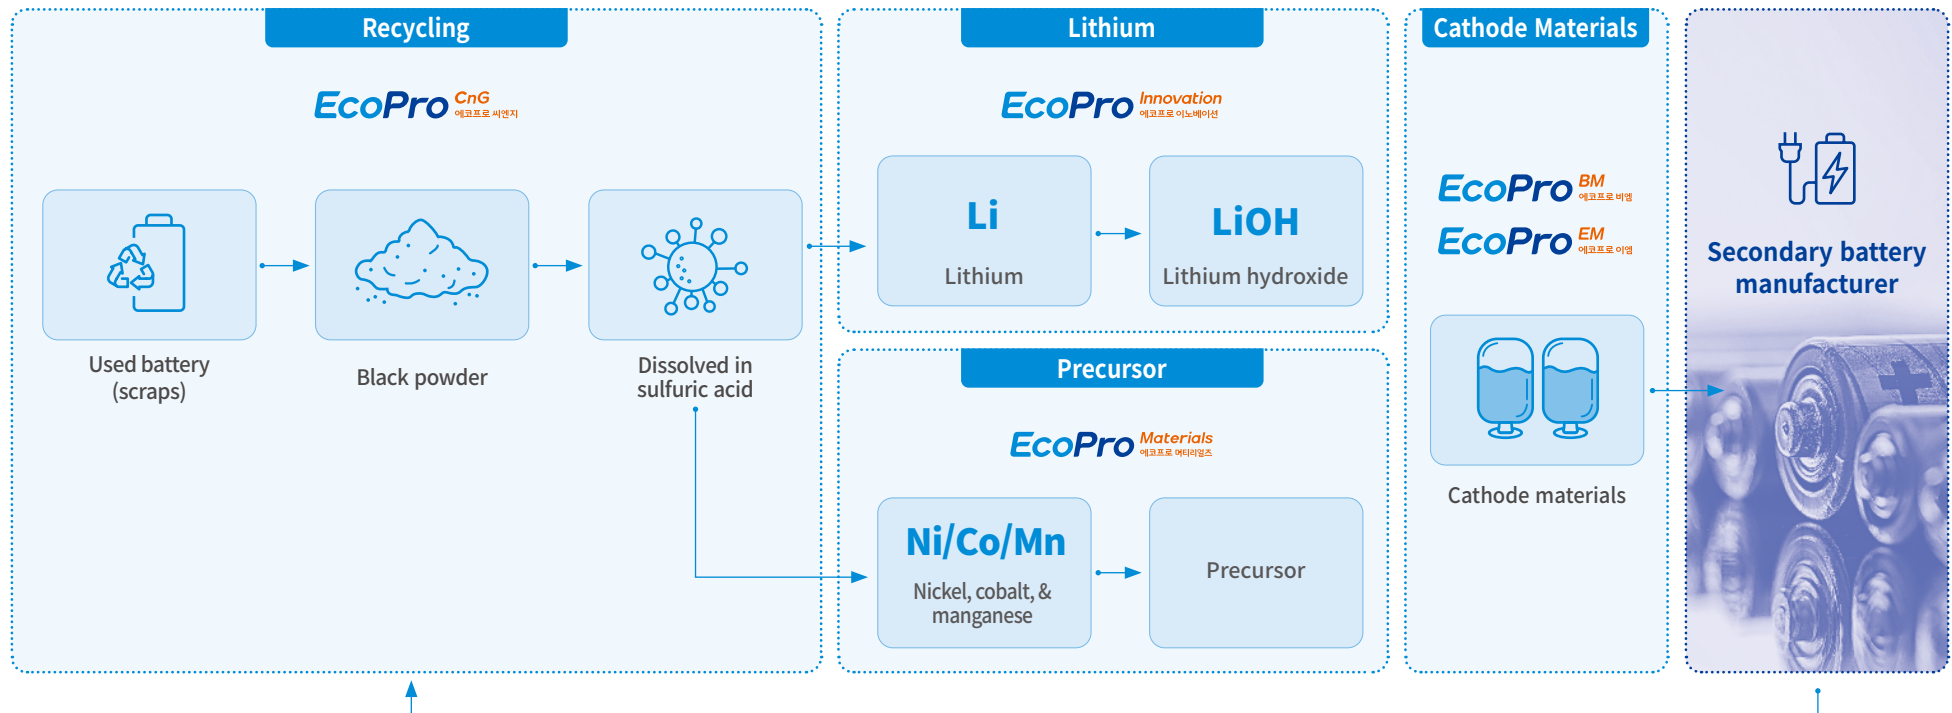 Recycling
EcoPro CnG
에코프로 씨엔지
Used battery
(scraps)
Black powder
Dissolved in
sulfuric acid
Lithium
EcoPro Innovation
에코프로 이노베이션
Li
Lithium
LiOH
Lithium hydroxide
Precursor
EcoPro Materials
에코프로 머티리얼즈
Ni/Co/Mn
Nickel, cobalt, &
manganese
Precursor
Cathode Materials
EcoPro BM
에코프로 비엠
EcoPro EM
에코프로 이엠
Cathode materials
Secondary battery
manufacturer